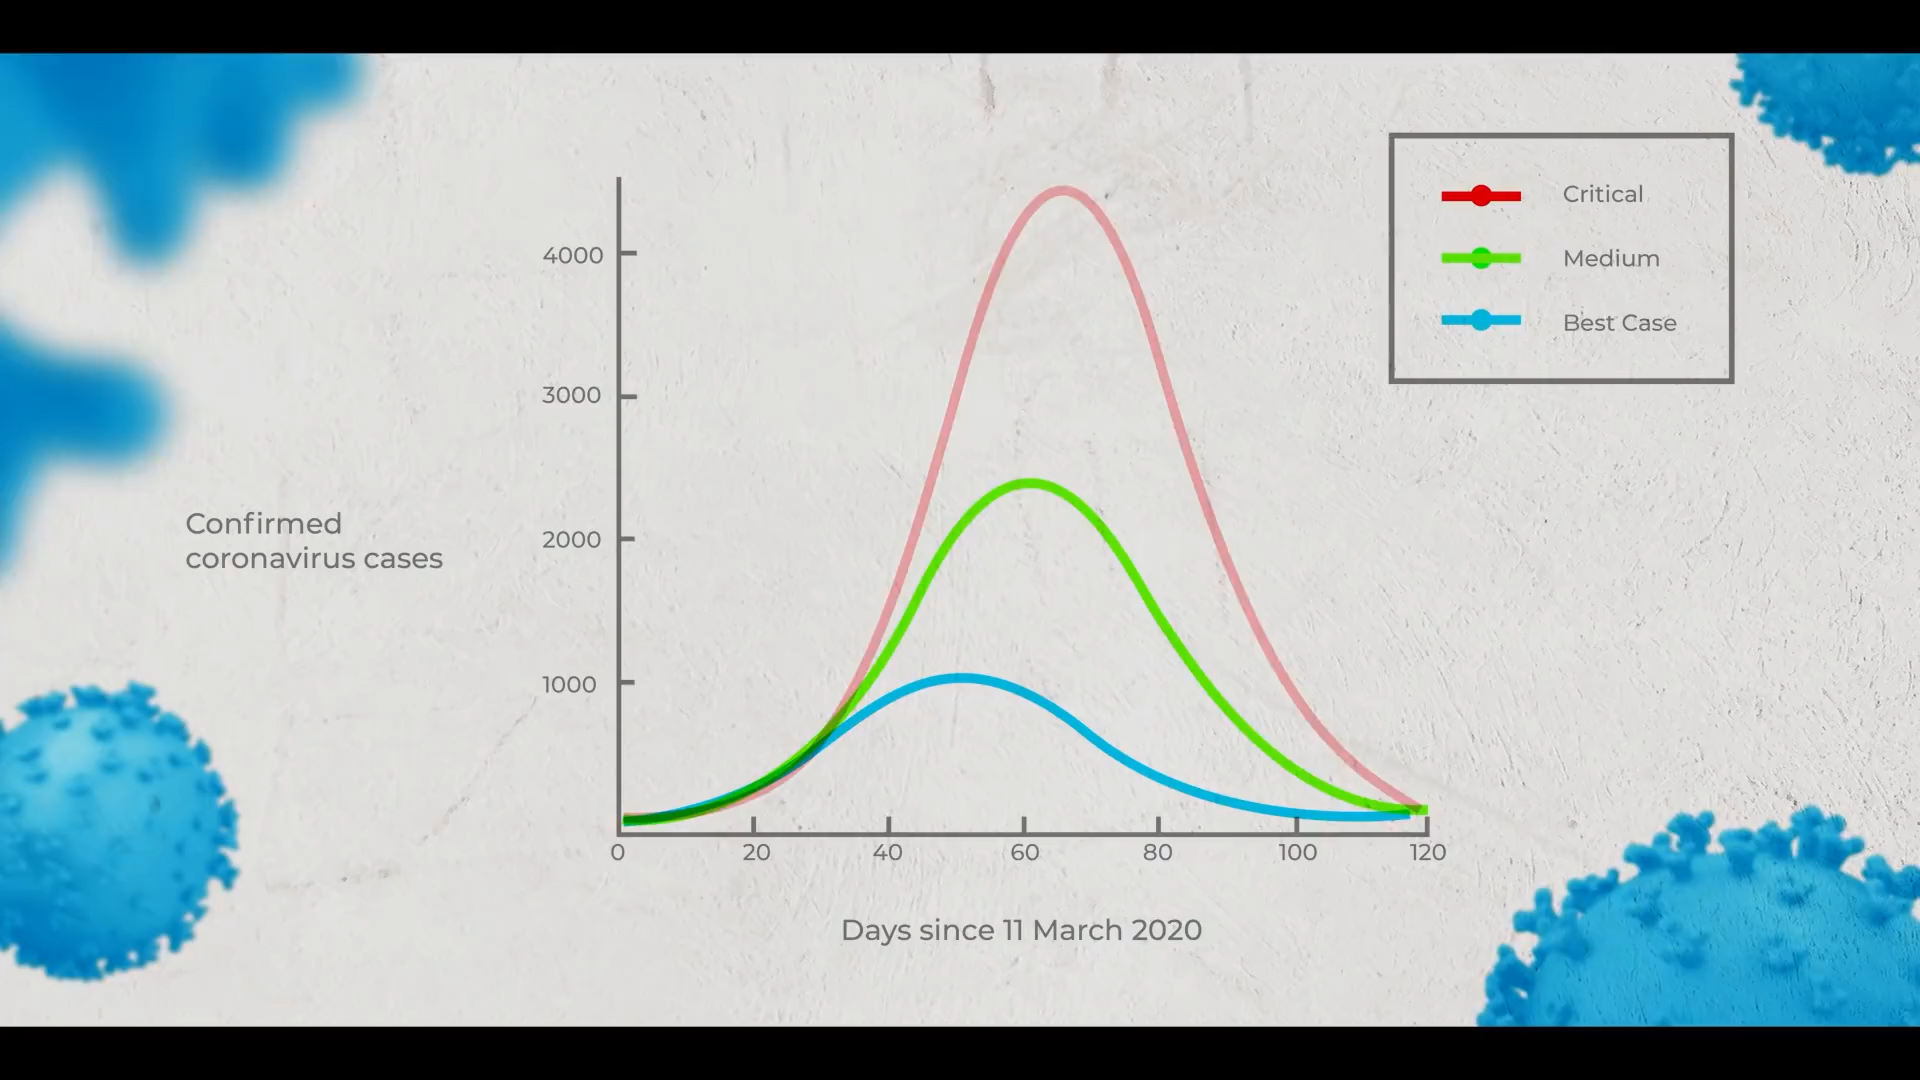 Critical
Medium
Best Case
4000
3000
2000
1000
Confirmed
coronavirus cases
0 20 40 60 80 100 120
Days since 11 March 2020